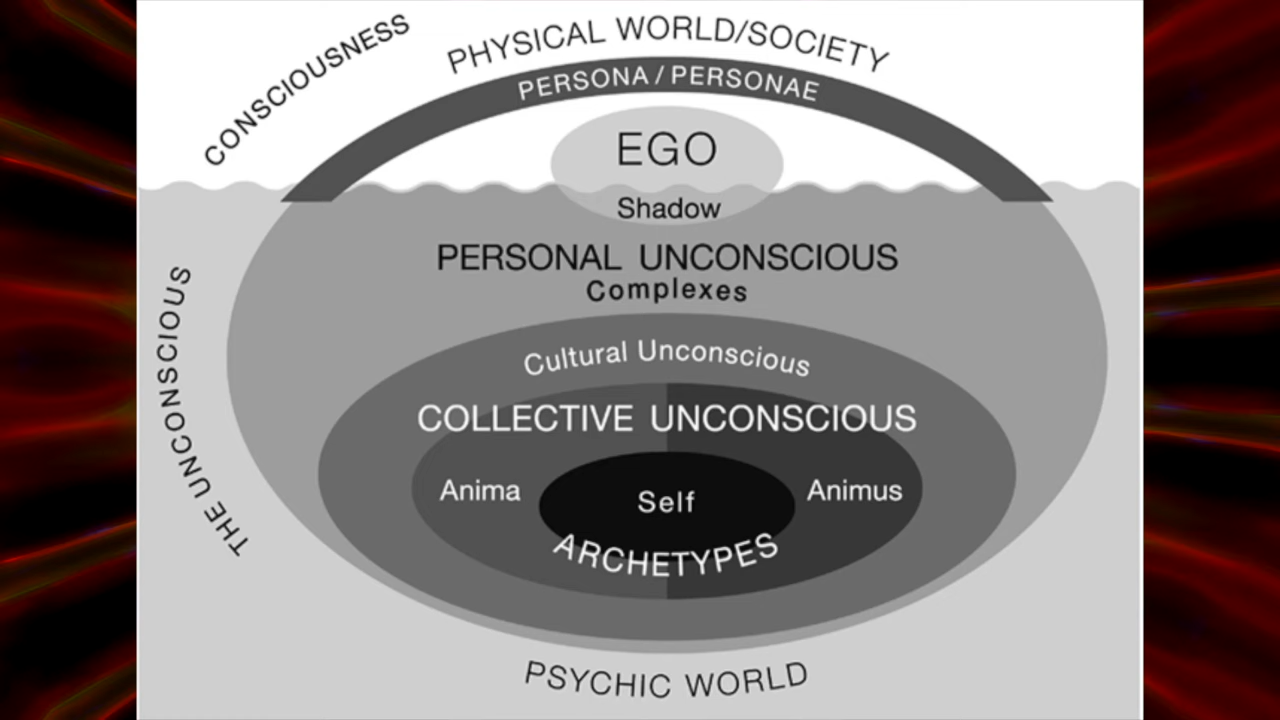 CONSCIOUSNESS
PHYSICAL WORLD/SOCIETY
PERSONA / PERSONAE
EGO
Shadow
PERSONAL UNCONSCIOUS
Complexes
THE UNCONSCIOUS
Cultural Unconscious
COLLECTIVE UNCONSCIOUS
Anima
Self
Animus
ARCHETYPES
PSYCHIC WORLD